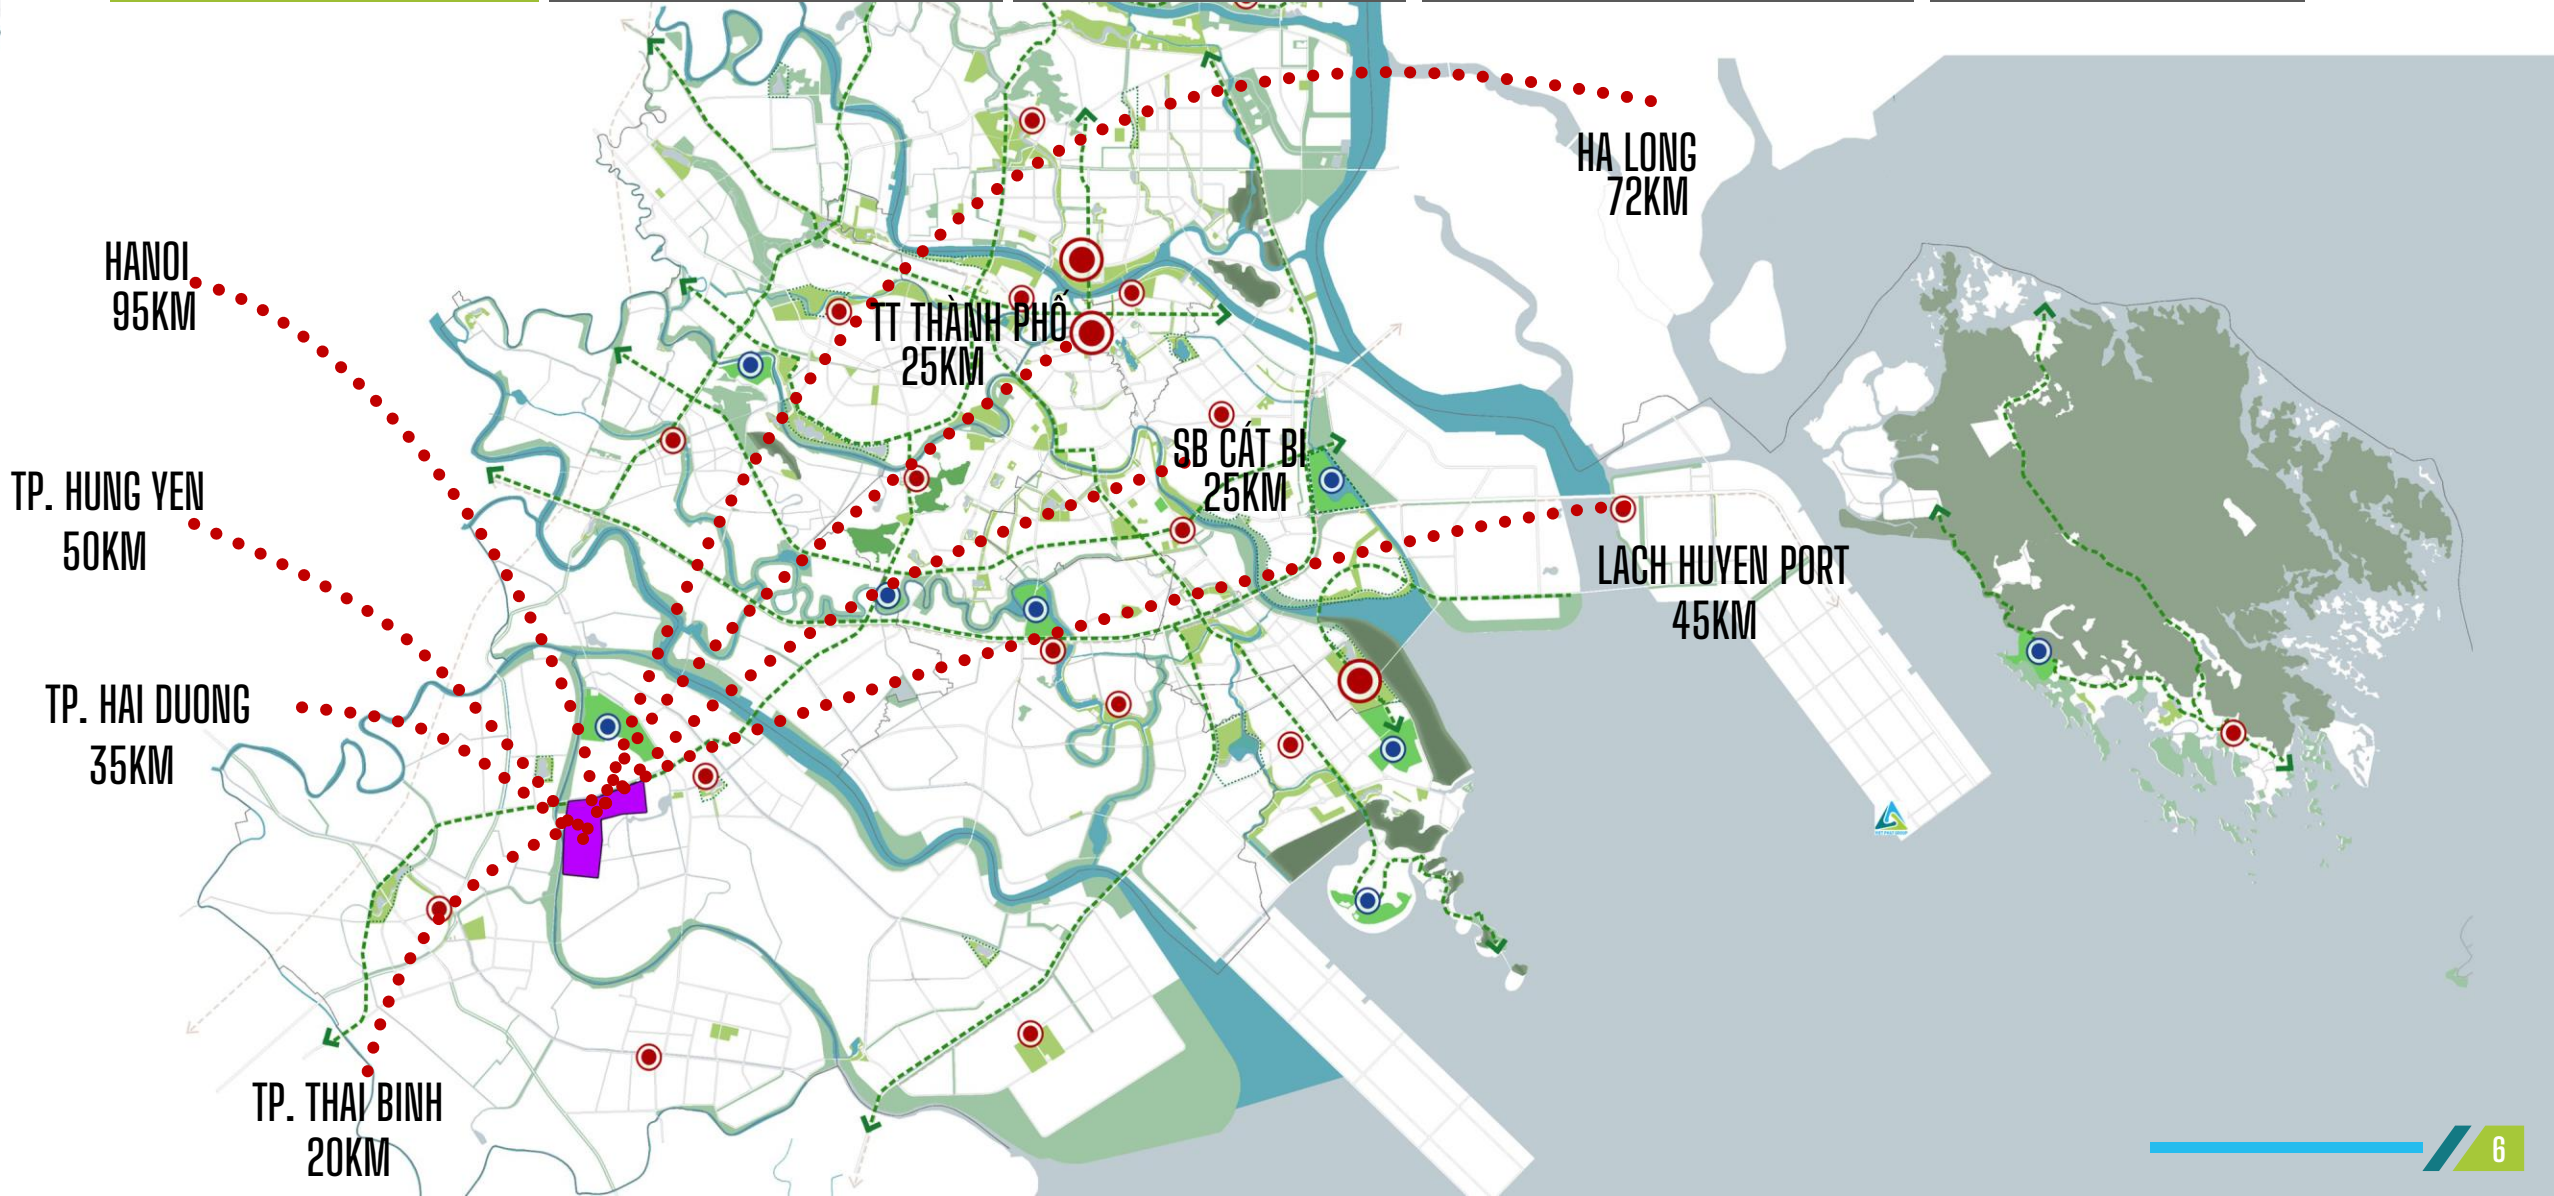 HA LONG
72KM
HANOI
95KM
TT THÀNH PHỐ
25KM
SB CÁT BI
25KM
TP. HUNG YEN
50KM
LACH HUYEN PORT
45KM
TP. HAI DUONG
35KM
TP. THAI BINH
20KM
6